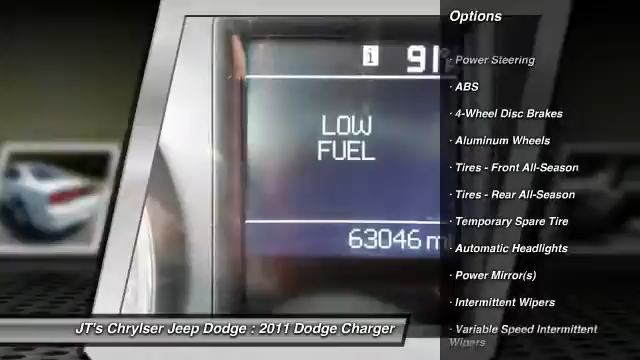 Options
· Power Steering
· ABS
· 4-Wheel Disc Brakes
· Aluminum Wheels
· Tires - Front All-Season
· Tires - Rear All-Season
· Temporary Spare Tire
· Automatic Headlights
· Power Mirror(s)
· Intermittent Wipers
· Variable Speed Intermittent
Wipers
i 91°
LOW
FUEL
63046 m
JT's Chrylser Jeep Dodge : 2011 Dodge Charger